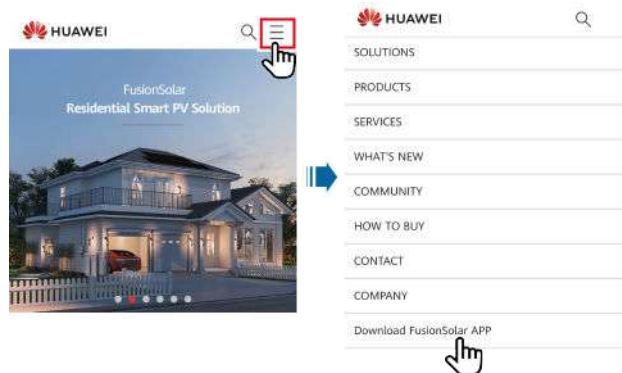 HUAWEI
FusionSolar
Residential Smart PV Solution
HUAWEI
SOLUTIONS
PRODUCTS
SERVICES
WHAT'S NEW
COMMUNITY
HOW TO BUY
CONTACT
COMPANY
Download FusionSolar APP